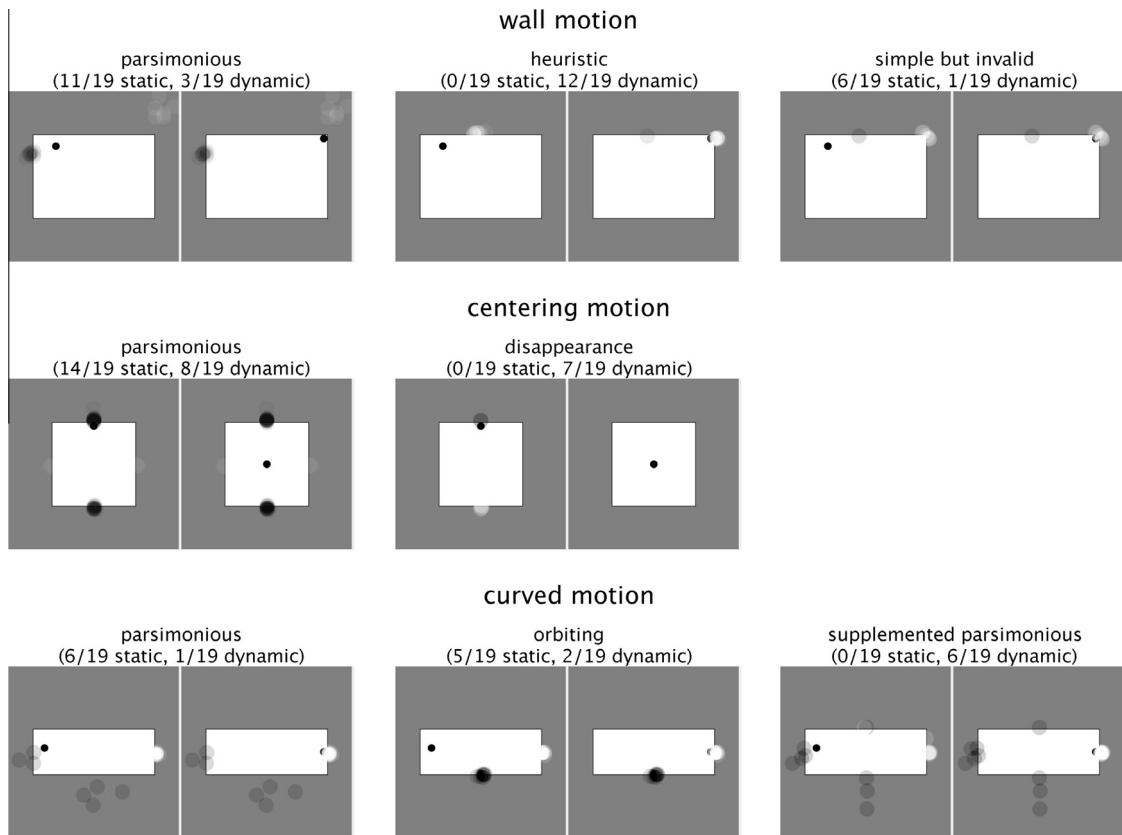 wall motion
parsimonious
(11/19 static, 3/19 dynamic)
heuristic
(0/19 static, 12/19 dynamic)
simple but invalid
(6/19 static, 1/19 dynamic)
centering motion
parsimonious
(14/19 static, 8/19 dynamic)
disappearance
(0/19 static, 7/19 dynamic)
curved motion
parsimonious
(6/19 static, 1/19 dynamic)
orbiting
(5/19 static, 2/19 dynamic)
supplemented parsimonious
(0/19 static, 6/19 dynamic)